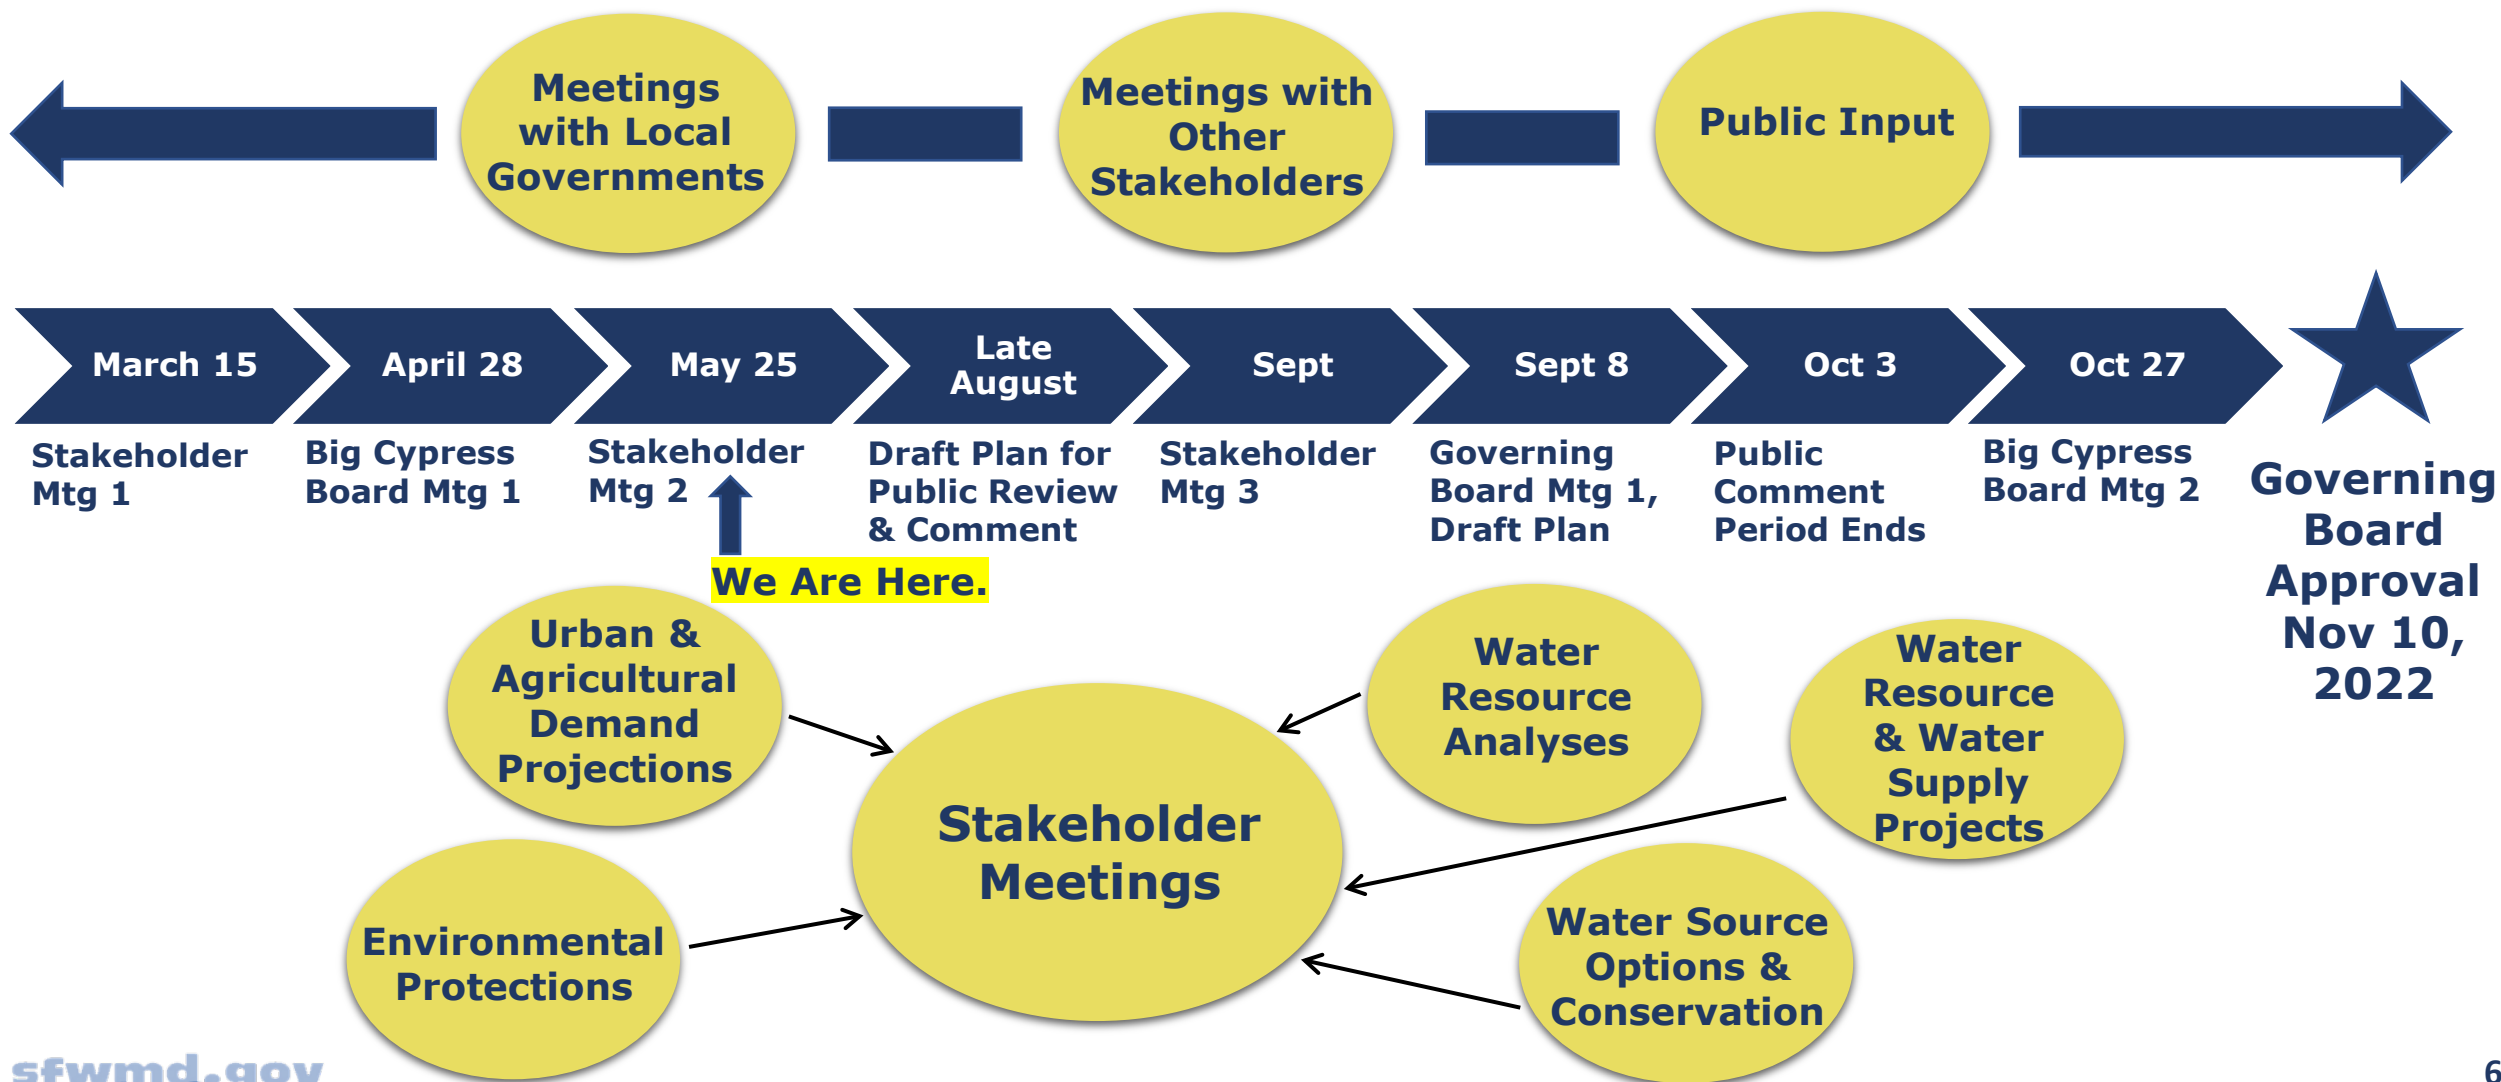 Meetings
with Local
Governments
Meetings with
Other
Stakeholders
Public Input
March 15
April 28
May 25
Late
August
Sept
Sept 8
Oct 3
Oct 27
Stakeholder
Mtg 1
Big Cypress
Board Mtg 1
Stakeholder
Mtg 2
Draft Plan for
Public Review
& Comment
Stakeholder
Mtg 3
Governing
Board Mtg 1,
Draft Plan
Public
Comment
Period Ends
Big Cypress
Board Mtg 2
Governing
Board
Approval
Nov 10,
2022
We Are Here.
Urban &
Agricultural
Demand
Projections
Water
Resource
Analyses
Water
Resource
& Water
Supply
Projects
Stakeholder
Meetings
Environmental
Protections
Water Source
Options &
Conservation
sfwmd.gov
6